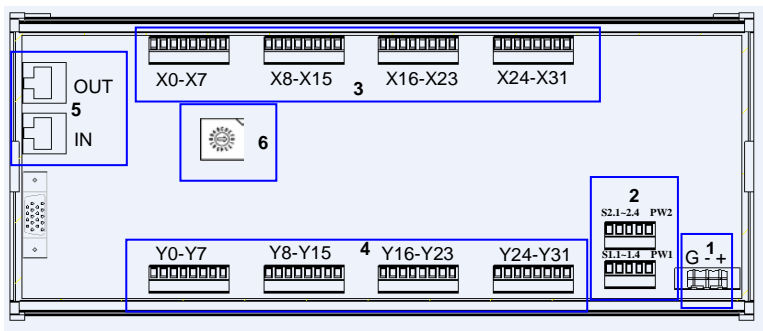 X0-X7 X8-X15 3 X16-X23 X24-X31
OUT
5
IN
6
2
S2.1~2.4 PW2
Y0-Y7 Y8-Y15 4 Y16-Y23 Y24-Y31
S1.1~1.4 PW1
1
G - +